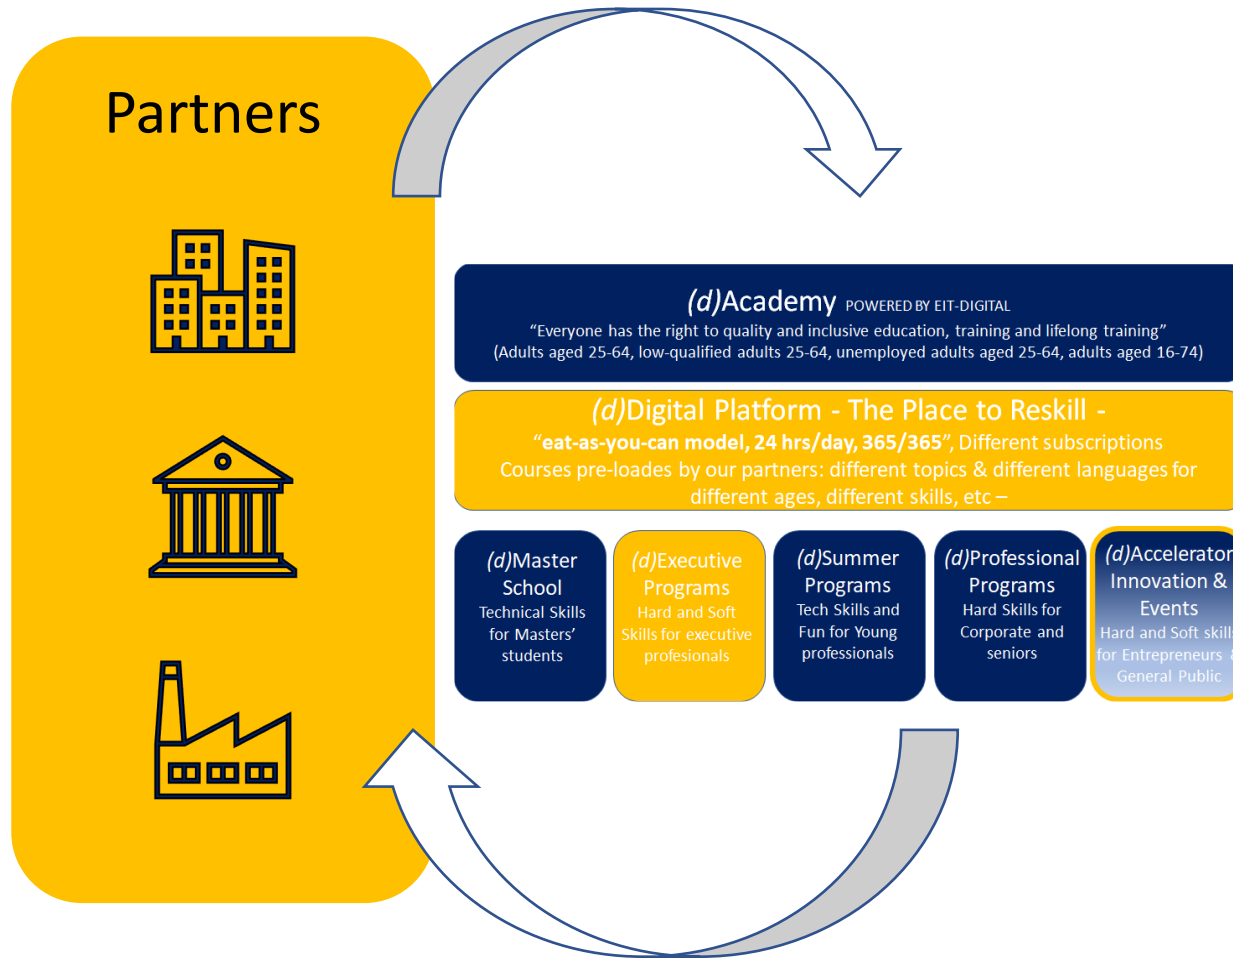 Partners
(d)Academy POWERED BY EIT-DIGITAL
“Everyone has the right to quality and inclusive education, training and lifelong training”
(Adults aged 25-64, low-qualified adults 25-64, unemployed adults aged 25-64, adults aged 16-74)
(d)Digital Platform - The Place to Reskill -
“eat-as-you-can model, 24 hrs/day, 365/365”, Different subscriptions
Courses pre-loades by our partners: different topics & different languages for
different ages, different skills, etc –
(d)Master
School
Technical Skills
for Masters’
students
(d)Executive
Programs
Hard and Soft
Skills for executive
profesionals
(d)Summer
Programs
Tech Skills and
Fun for Young
professionals
(d)Professional
Programs
Hard Skills for
Corporate and
seniors
(d)Accelerator
Innovation &
Events
Hard and Soft skills
for Entrepreneurs &
General Public